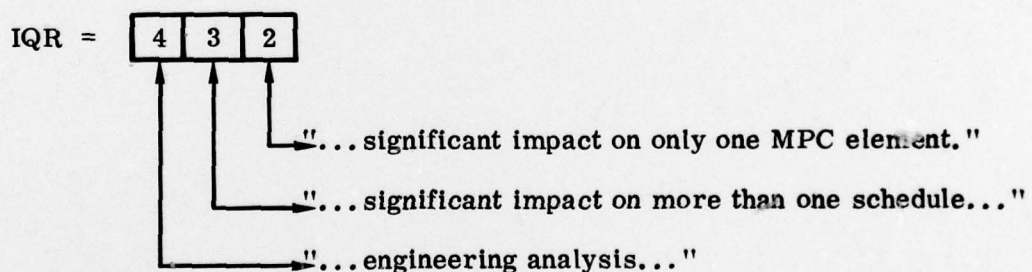 IQR = 4 3 2
"... significant impact on only one MPC element."
"... significant impact on more than one schedule..."
"... engineering analysis..."